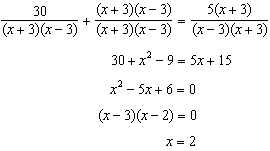 30/((x + 3)(x − 3)) + ((x + 3)(x − 3))/((x + 3)(x − 3)) = 5(x + 3)/((x − 3)(x + 3))
30 + x² − 9 = 5x + 15
x² − 5x + 6 = 0
(x − 3)(x − 2) = 0
x = 2